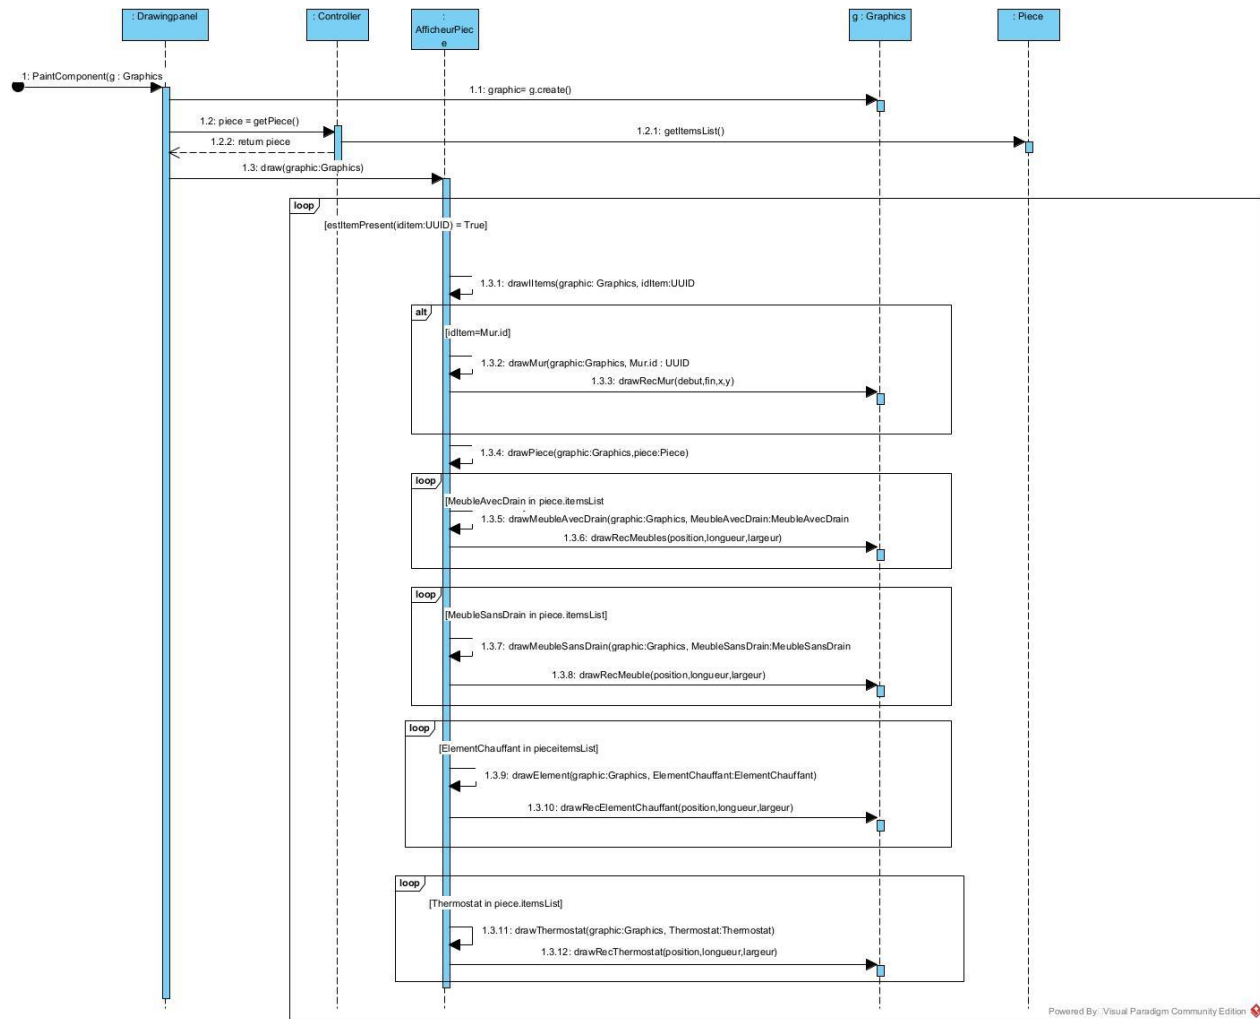 : Drawingpanel
: Controller
:
AfficheurPiec
e
g : Graphics
: Piece
1: PaintComponent(g : Graphics
1.1: graphic= g.create()
1.2: piece = getPiece()
1.2.1: getItemsList()
1.2.2: return piece
1.3: draw(graphic:Graphics)
loop
[estItemPresent(iditem:UUID) = True]
1.3.1: drawIItems(graphic: Graphics, idItem:UUID
alt
[idItem=Mur.id]
1.3.2: drawMur(graphic:Graphics, Mur.id : UUID
1.3.3: drawRecMur(debut,fin,x,y)
1.3.4: drawPiece(graphic:Graphics,piece:Piece)
loop
[MeubleAvecDrain in piece.itemsList
1.3.5: drawMeubleAvecDrain(graphic:Graphics, MeubleAvecDrain:MeubleAvecDrain
1.3.6: drawRecMeubles(position,longueur,largeur)
loop
[MeubleSansDrain in piece.itemsList]
1.3.7: drawMeubleSansDrain(graphic:Graphics, MeubleSansDrain:MeubleSansDrain
1.3.8: drawRecMeuble(position,longueur,largeur)
loop
[ElementChauffant in pieceitemsList]
1.3.9: drawElement(graphic:Graphics, ElementChauffant:ElementChauffant)
1.3.10: drawRecElementChauffant(position,longueur,largeur)
loop
[Thermostat in piece.itemsList]
1.3.11: drawThermostat(graphic:Graphics, Thermostat:Thermostat)
1.3.12: drawRecThermostat(position,longueur,largeur)
Powered By: Visual Paradigm Community Edition